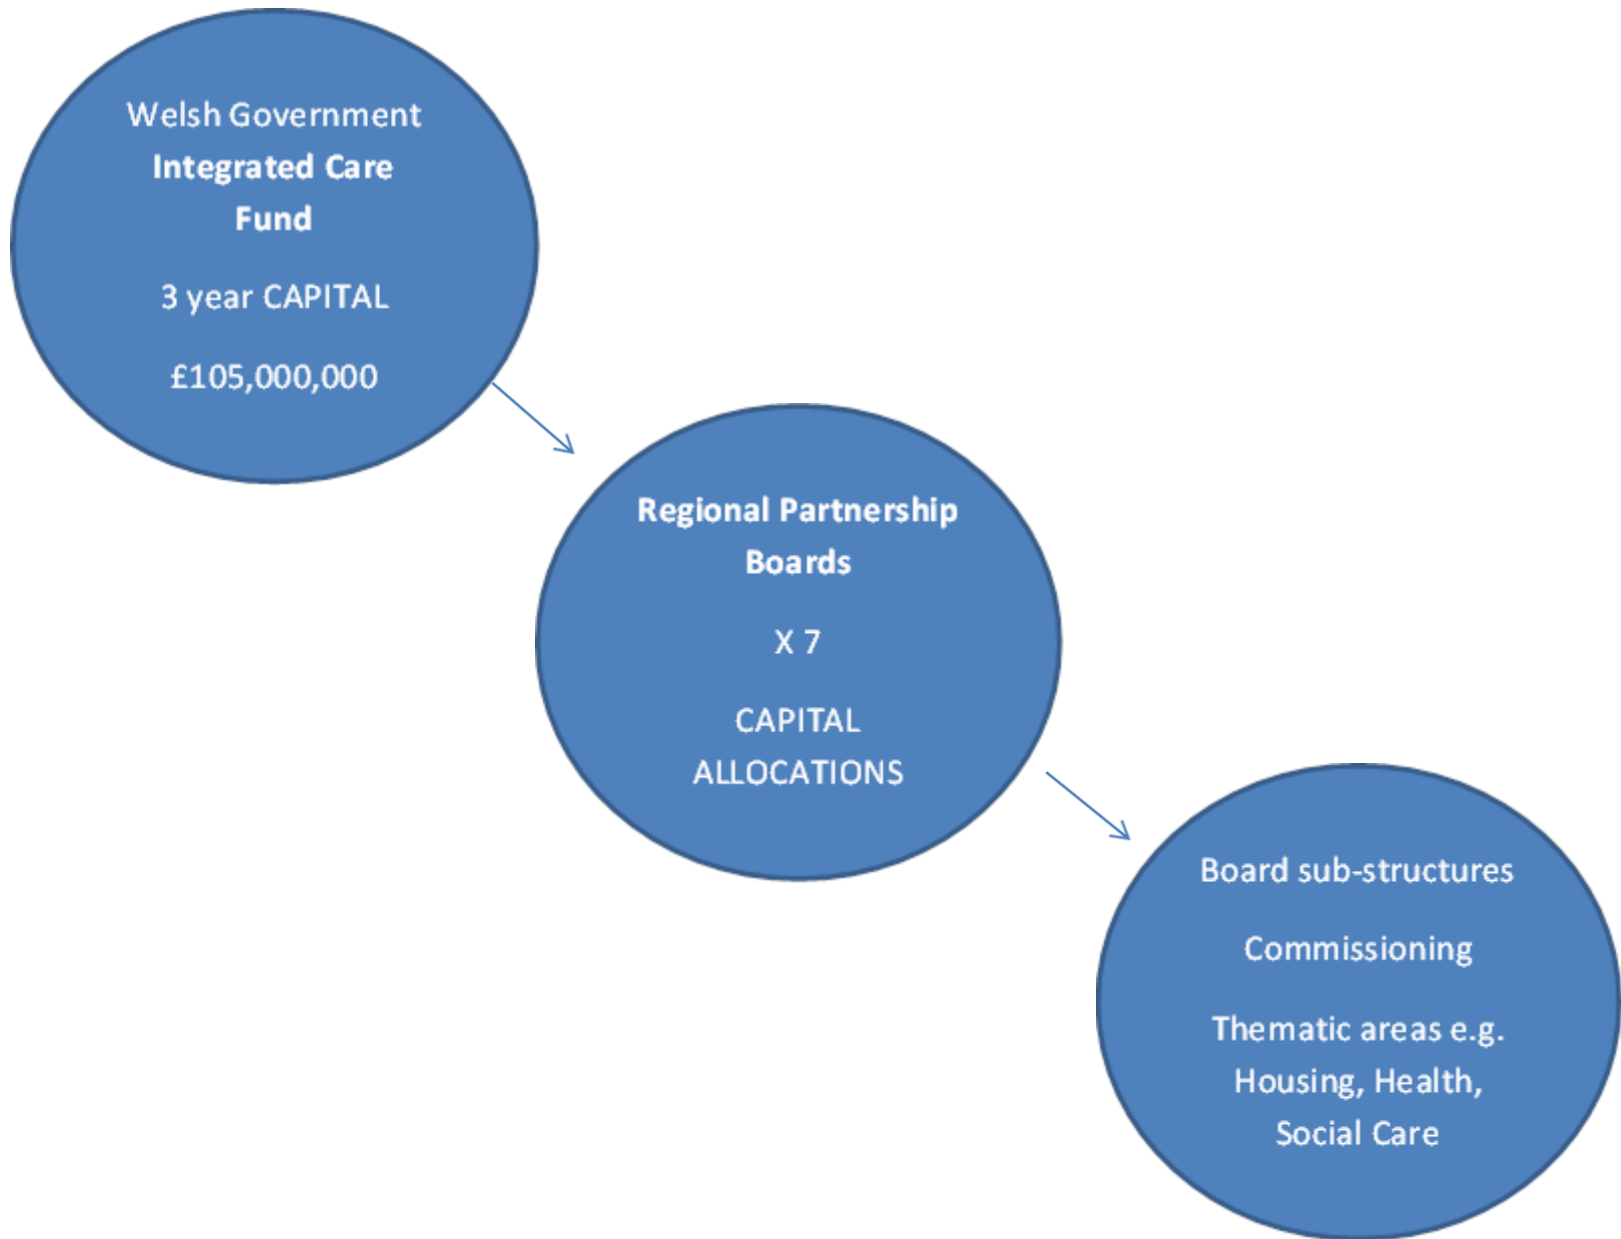 Welsh Government
Integrated Care
Fund
3 year CAPITAL
£105,000,000
Regional Partnership
Boards
X 7
CAPITAL
ALLOCATIONS
Board sub-structures
Commissioning
Thematic areas e.g.
Housing, Health,
Social Care